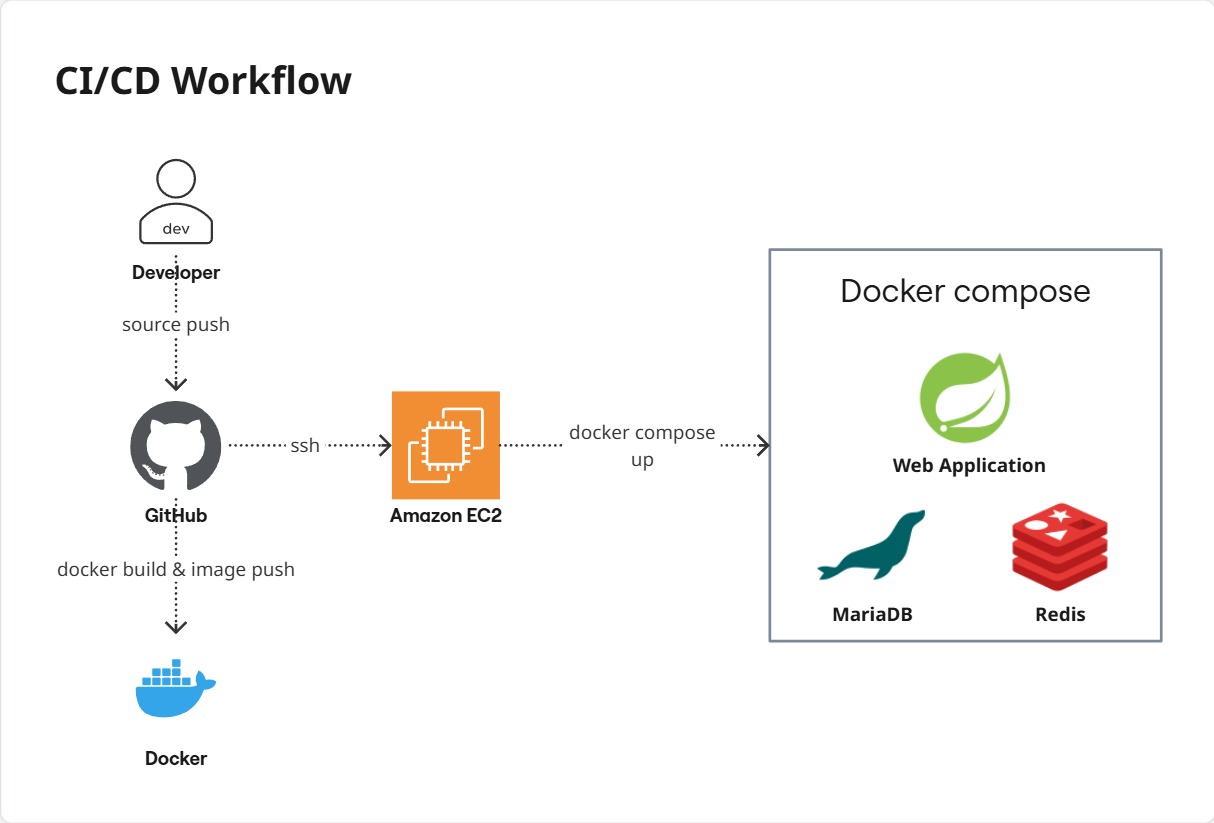 CI/CD Workflow
dev
Developer
source push
GitHub
ssh
Amazon EC2
docker compose
up
docker build & image push
Docker
Docker compose
Web Application
MariaDB
Redis